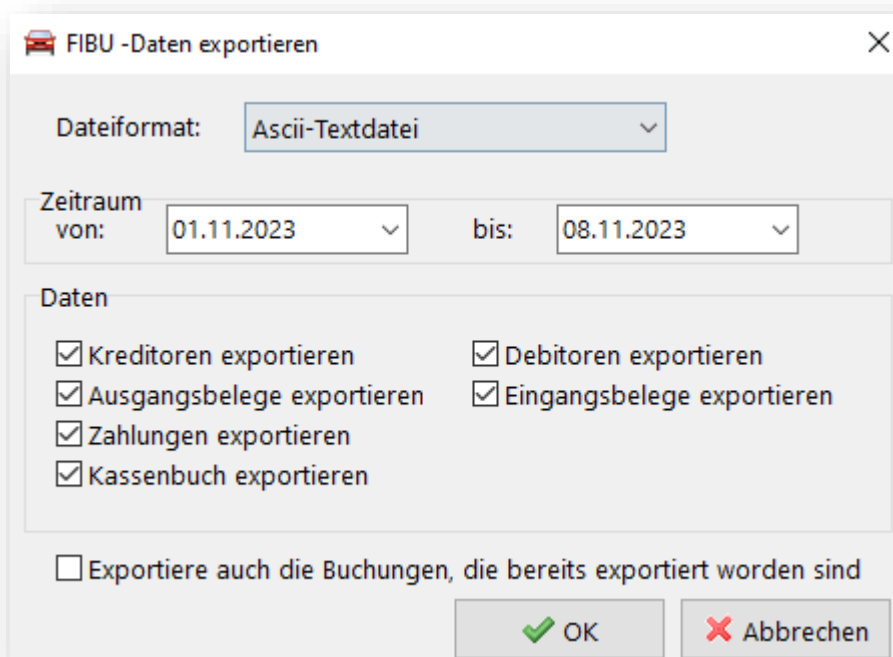 FIBU -Daten exportieren
Dateiformat: Ascii-Textdatei
Zeitraum
von: 01.11.2023 bis: 08.11.2023
Daten
Kreditoren exportieren Debitoren exportieren
Ausgangsbelege exportieren Eingangsbelege exportieren
Zahlungen exportieren
Kassenbuch exportieren
Exportiere auch die Buchungen, die bereits exportiert worden sind
OK Abbrechen